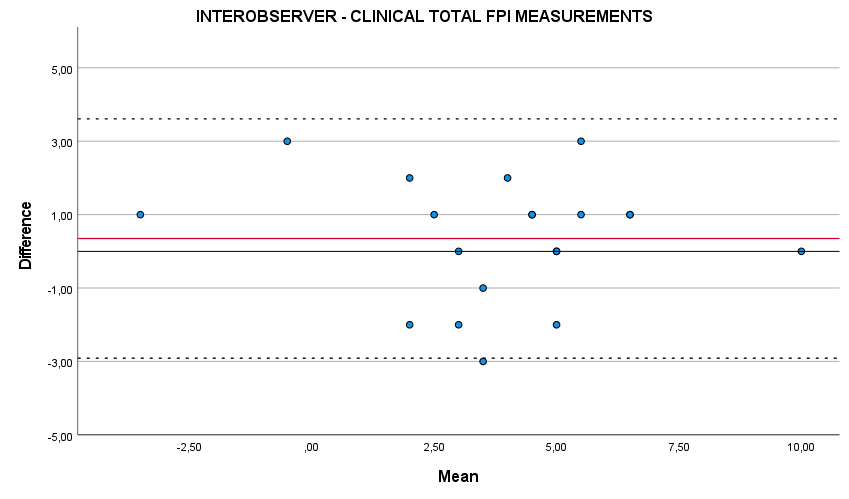 INTEROBSERVER - CLINICAL TOTAL FPI MEASUREMENTS
5,00
3,00
1,00
-1,00
-3,00
-5,00
Difference
-2,50 ,00 2,50 5,00 7,50 10,00
Mean